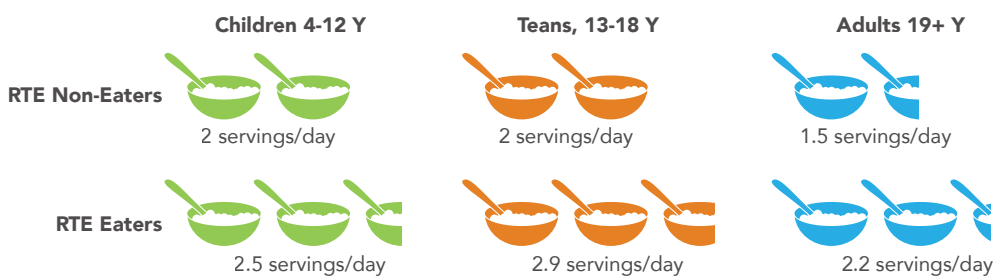 Children 4-12 Y
Teans, 13-18 Y
Adults 19+ Y
RTE Non-Eaters
2 servings/day
2 servings/day
1.5 servings/day
RTE Eaters
2.5 servings/day
2.9 servings/day
2.2 servings/day